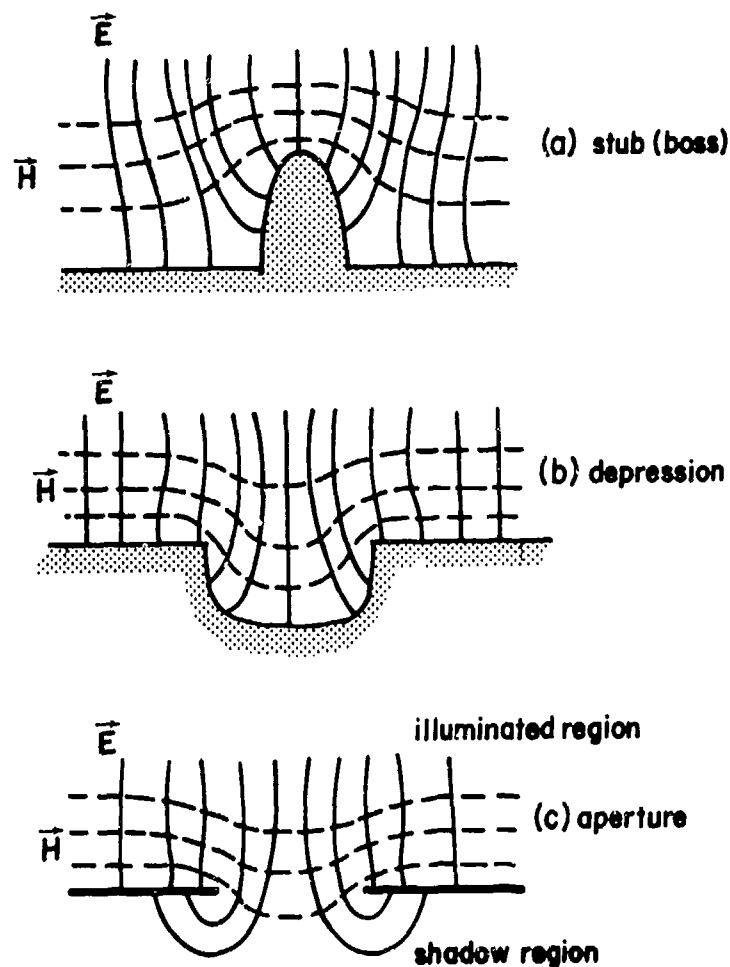 E
H
(a) stub (boss)
E
H
(b) depression
E
illuminated region
H
(c) aperture
shadow region